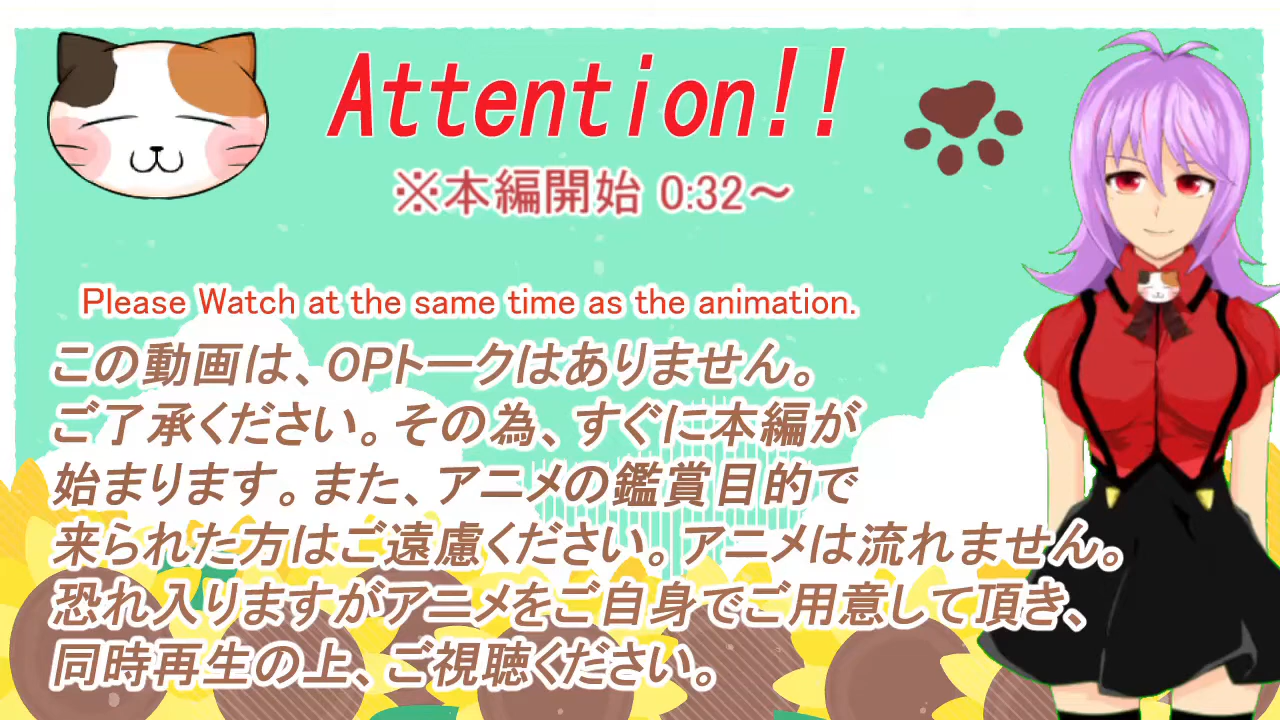 Attention!!
※本編開始 0:32～
Please Watch at the same time as the animation.
この動画は、OPトークはありません。
ご了承ください。その為、すぐに本編が
始まります。また、アニメの鑑賞目的で
来られた方はご遠慮ください。アニメは流れません。
恐れ入りますがアニメをご自身でご用意して頂き、
同時再生の上、ご視聴ください。